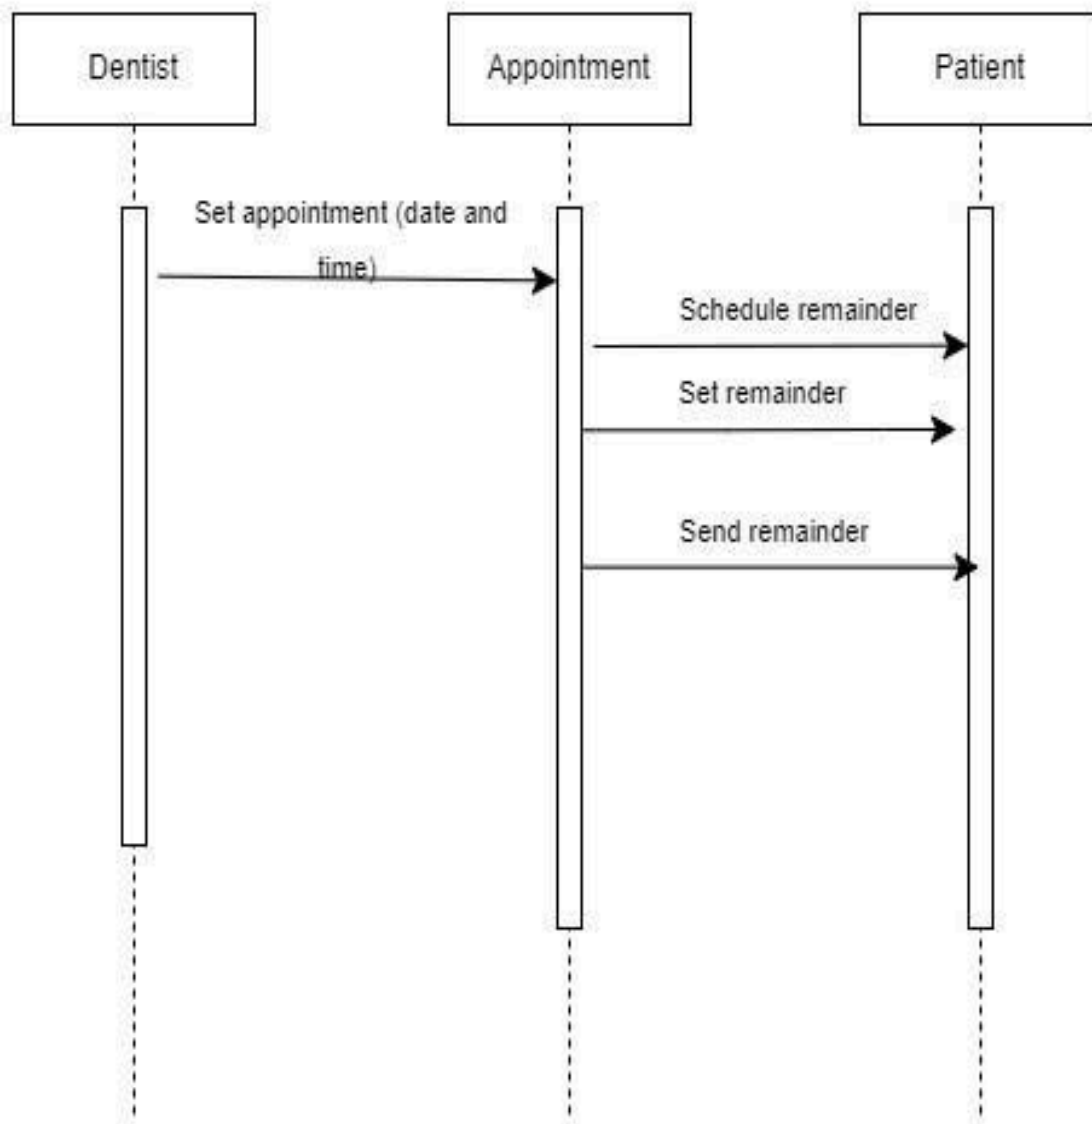 Dentist
Appointment
Patient
Set appointment (date and
time)
Schedule remainder
Set remainder
Send remainder